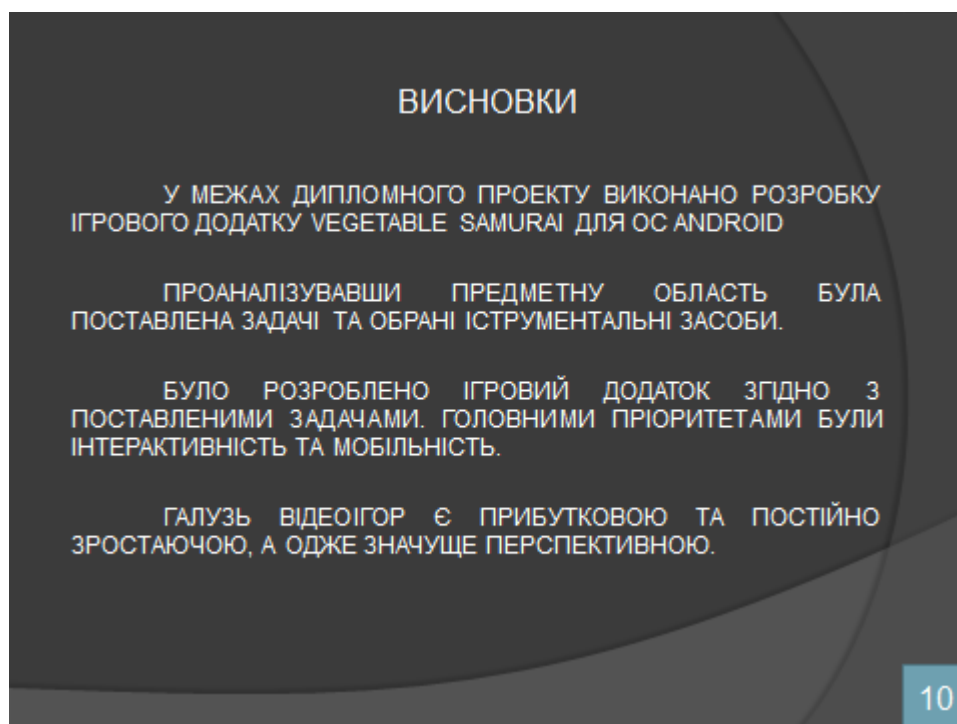 ВИСНОВКИ
У МЕЖАХ ДИПЛОМНОГО ПРОЕКТУ ВИКОНАНО РОЗРОБКУ
ІГРОВОГО ДОДАТКУ VEGETABLE SAMURAI ДЛЯ ОС ANDROID
ПРОАНАЛІЗУВАВШИ ПРЕДМЕТНУ ОБЛАСТЬ БУЛА
ПОСТАВЛЕНА ЗАДАЧІ ТА ОБРАНІ ІСТРУМЕНТАЛЬНІ ЗАСОБИ.
БУЛО РОЗРОБЛЕНО ІГРОВИЙ ДОДАТОК ЗГІДНО З
ПОСТАВЛЕНИМИ ЗАДАЧАМИ. ГОЛОВНИМИ ПРІОРИТЕТАМИ БУЛИ
ІНТЕРАКТИВНІСТЬ ТА МОБІЛЬНІСТЬ.
ГАЛУЗЬ ВІДЕОІГОР Є ПРИБУТКОВОЮ ТА ПОСТІЙНО
ЗРОСТАЮЧОЮ, А ОДЖЕ ЗНАЧУЩЕ ПЕРСПЕКТИВНОЮ.
10